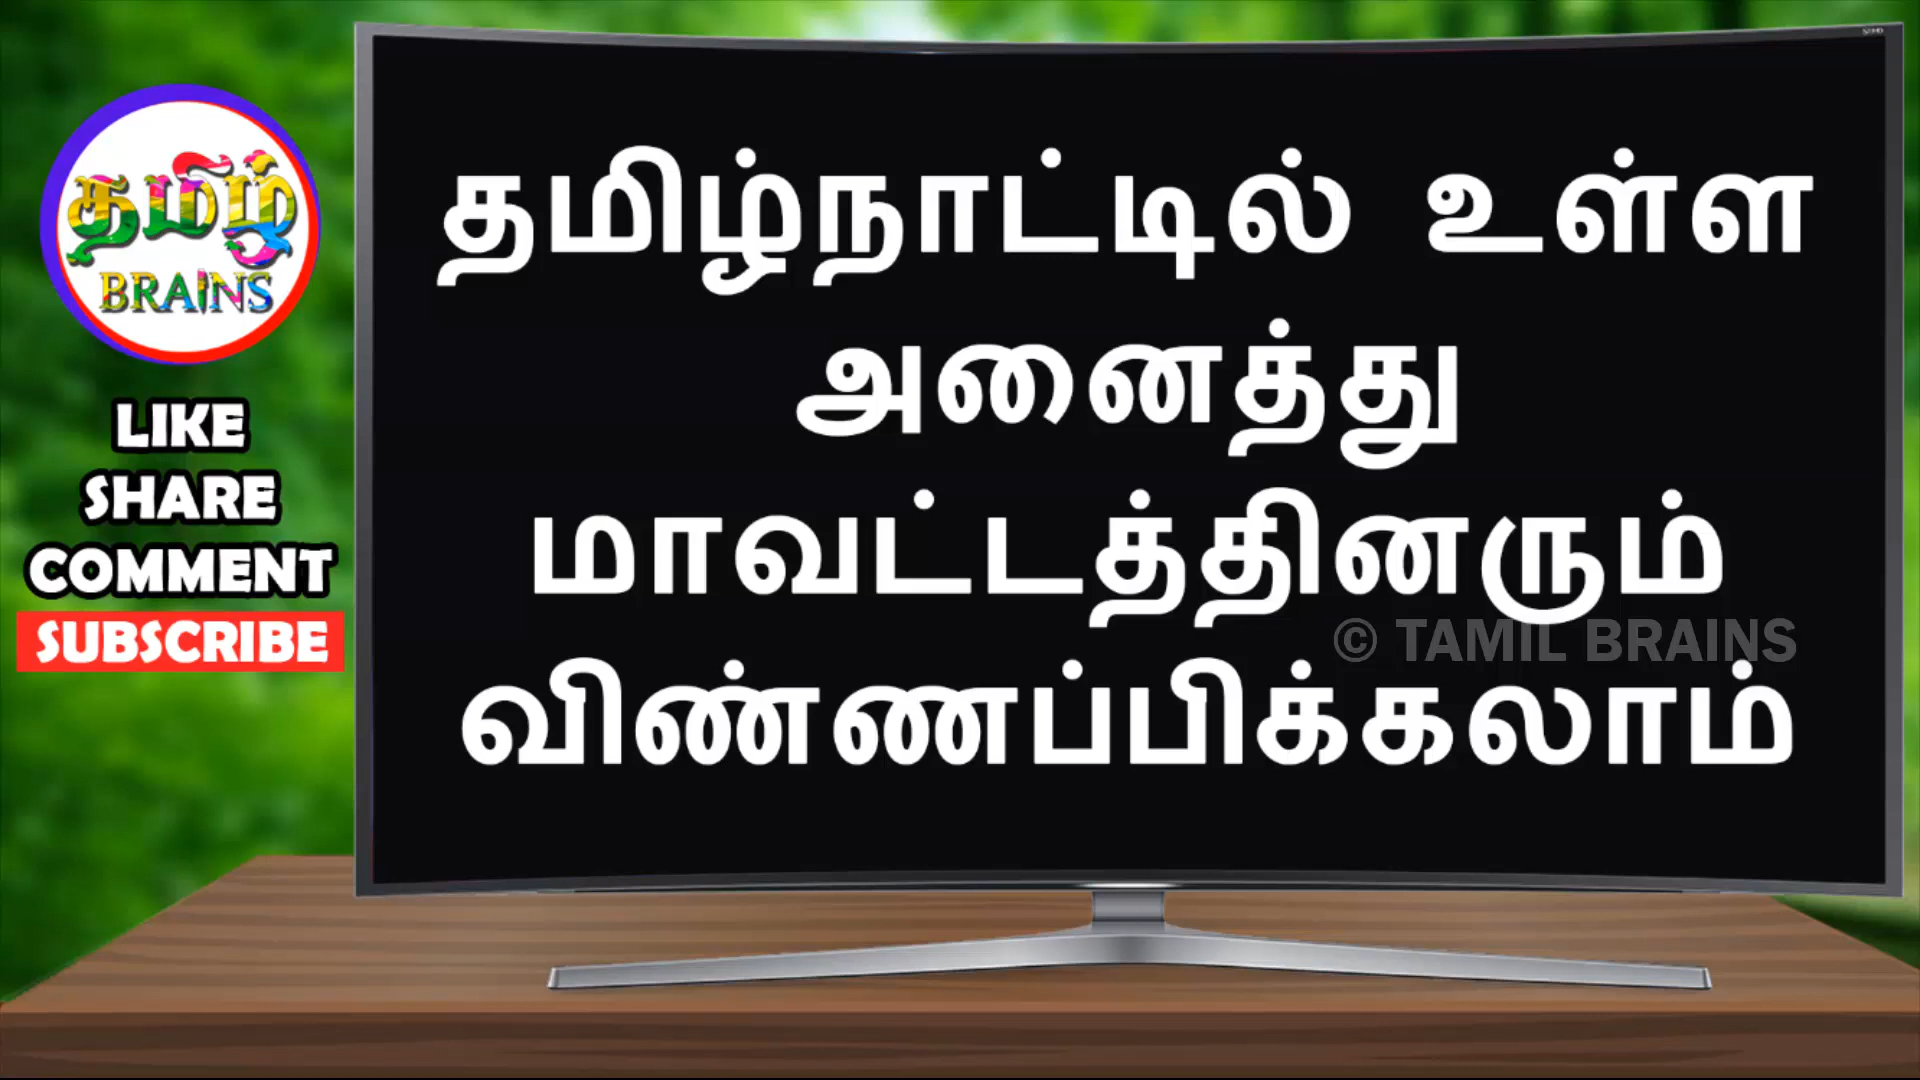 தமிழ்
BRAINS
LIKE
SHARE
COMMENT
SUBSCRIBE
தமிழ்நாட்டில் உள்ள
அனைத்து
மாவட்டத்தினரும்
© TAMIL BRAINS
விண்ணப்பிக்கலாம்